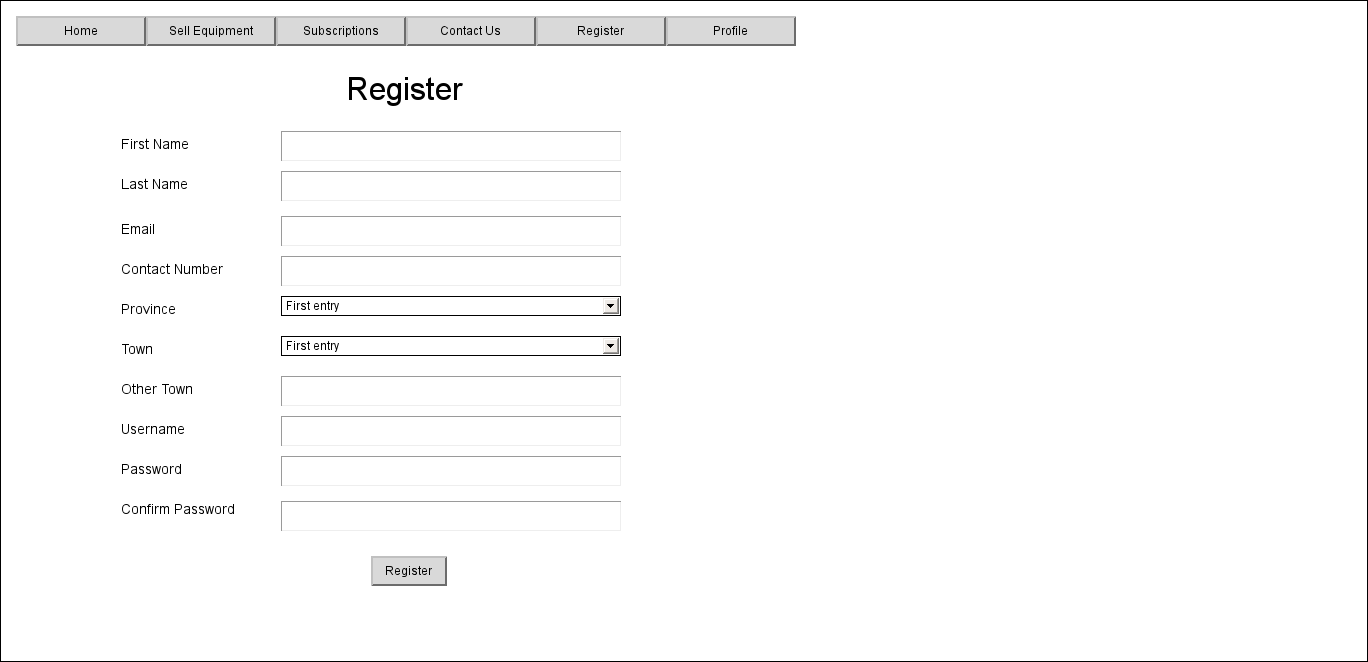 Home Sell Equipment Subscriptions Contact Us Register Profile
Register
First Name
Last Name
Email
Contact Number
Province First entry
Town First entry
Other Town
Username
Password
Confirm Password
Register